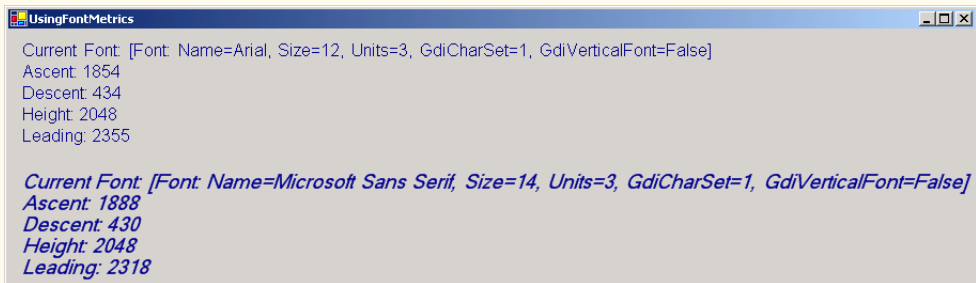 UsingFontMetrics
Current Font: [Font: Name=Arial, Size=12, Units=3, GdiCharSet=1, GdiVerticalFont=False]
Ascent: 1854
Descent: 434
Height: 2048
Leading: 2355
Current Font: [Font: Name=Microsoft Sans Serif, Size=14, Units=3, GdiCharSet=1, GdiVerticalFont=False]
Ascent: 1888
Descent: 430
Height: 2048
Leading: 2318